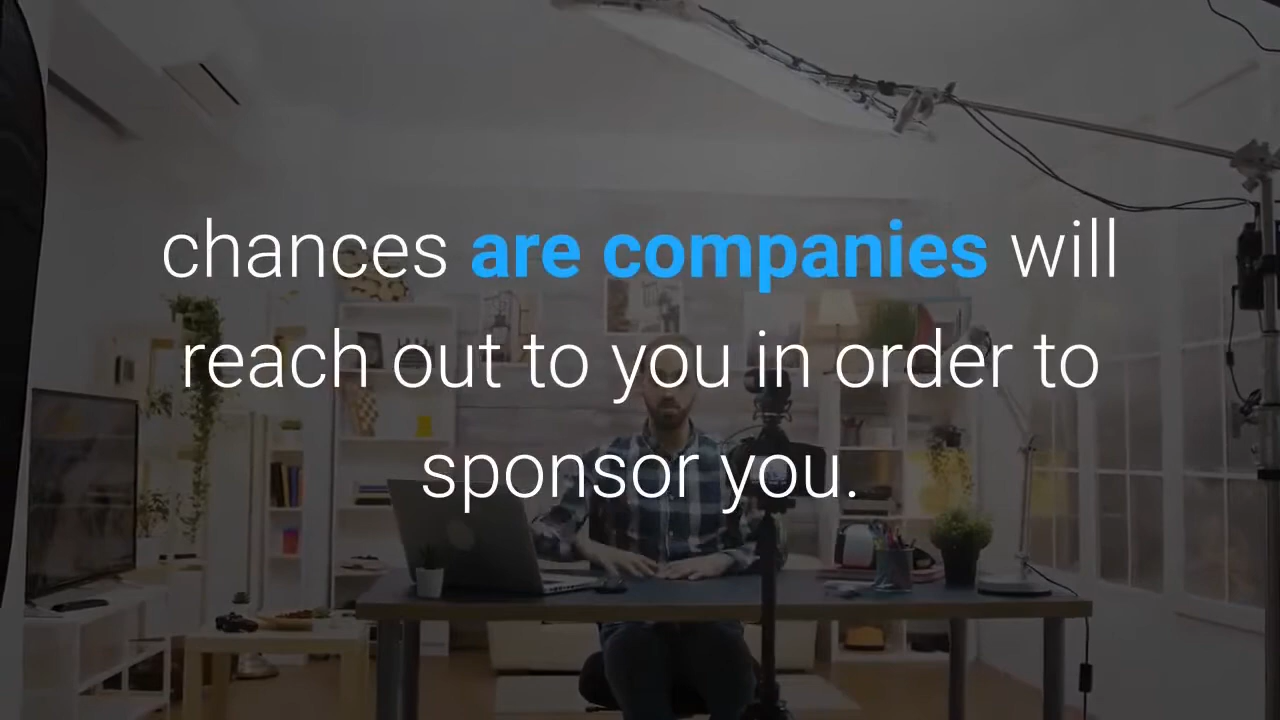 chances are companies will
reach out to you in order to
sponsor you.